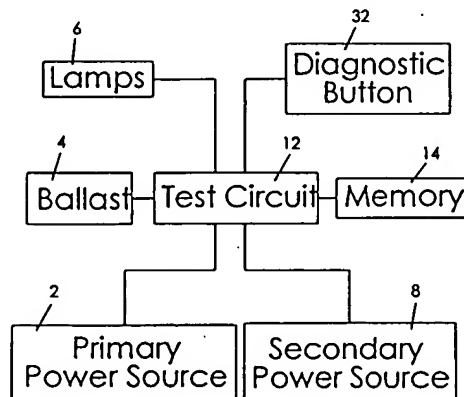 6
32
Lamps
Diagnostic
Button
4
12
14
Ballast
Test Circuit
Memory
2
8
Primary
Power Source
Secondary
Power Source